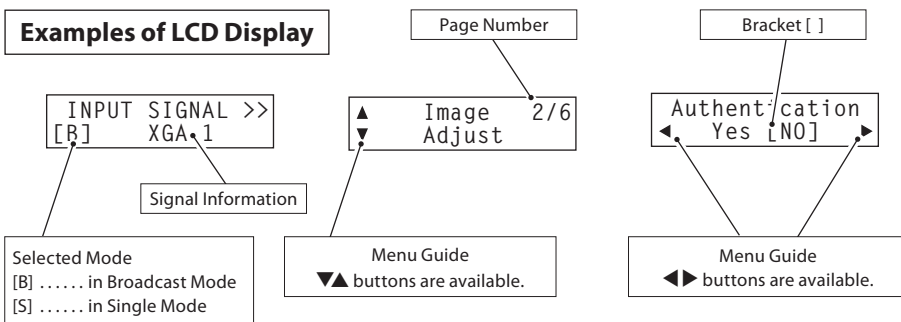 Examples of LCD Display
Page Number
Bracket [ ]
INPUT SIGNAL >>
[B] XGA 1
▲ Image 2/6
▼ Adjust
Authentication
◀ Yes [NO] ▶
Signal Information
Selected Mode
[B] ...... in Broadcast Mode
[S] ...... in Single Mode
Menu Guide
▼▲ buttons are available.
Menu Guide
◀▶ buttons are available.